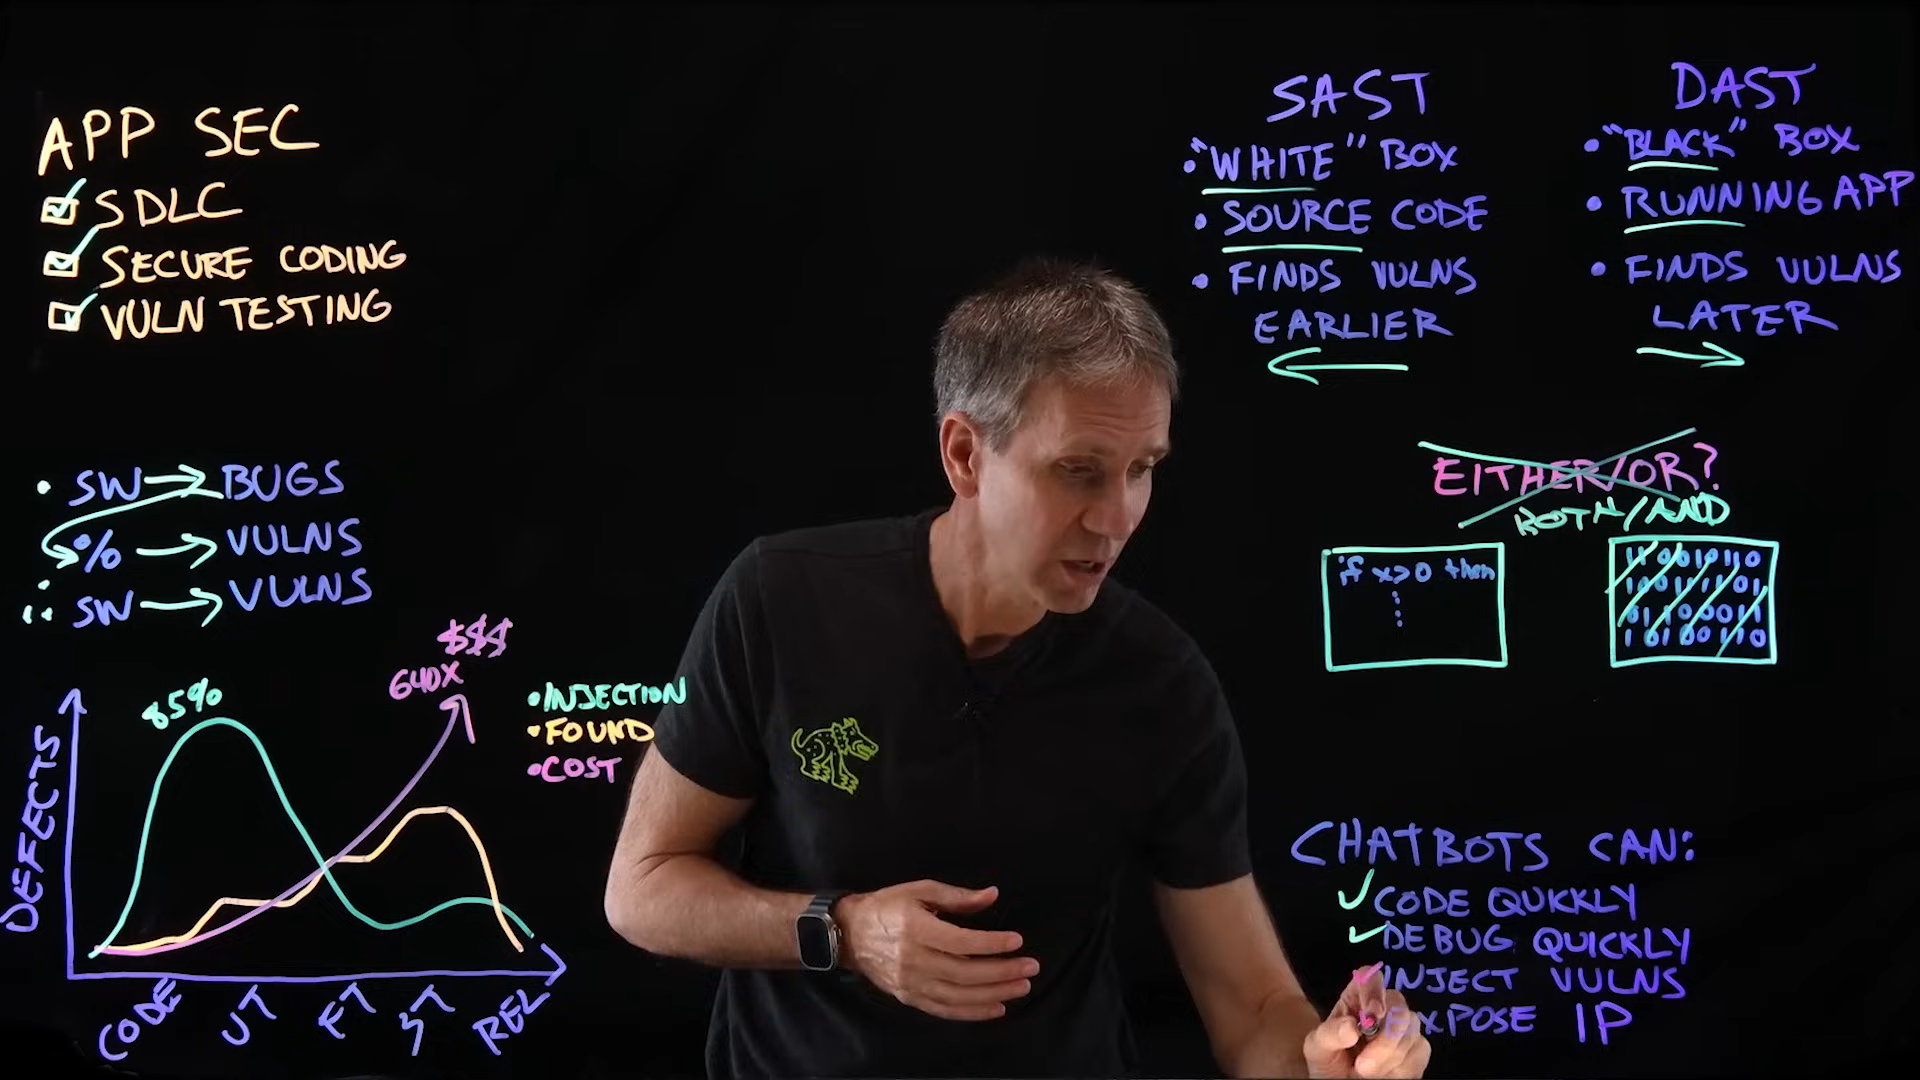 APP SEC
SDLC
SECURE CODING
VULN TESTING
SW → BUGS
% → VULNS
∴ SW → VULNS
$$$
640X
85%
• INJECTION
• FOUND
• COST
DEFECTS
CODE
UT
FT
ST
REL
SAST
• "WHITE" BOX
• SOURCE CODE
• FINDS VULNS
EARLIER
DAST
• "BLACK" BOX
• RUNNING APP
• FINDS VULNS
LATER
EITHER/OR?
BOTH/AND
if x>0 then
CHATBOTS CAN:
✓ CODE QUICKLY
✓ DEBUG QUICKLY
✓ INJECT VULNS
EXPOSE IP